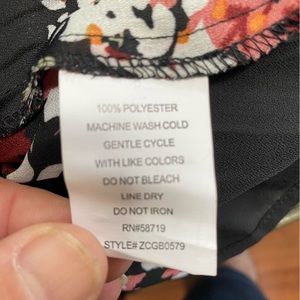 100% POLYESTER
MACHINE WASH COLD
GENTLE CYCLE
WITH LIKE COLORS
DO NOT BLEACH
LINE DRY
DO NOT IRON
RN#58719
STYLE# ZCGB0579